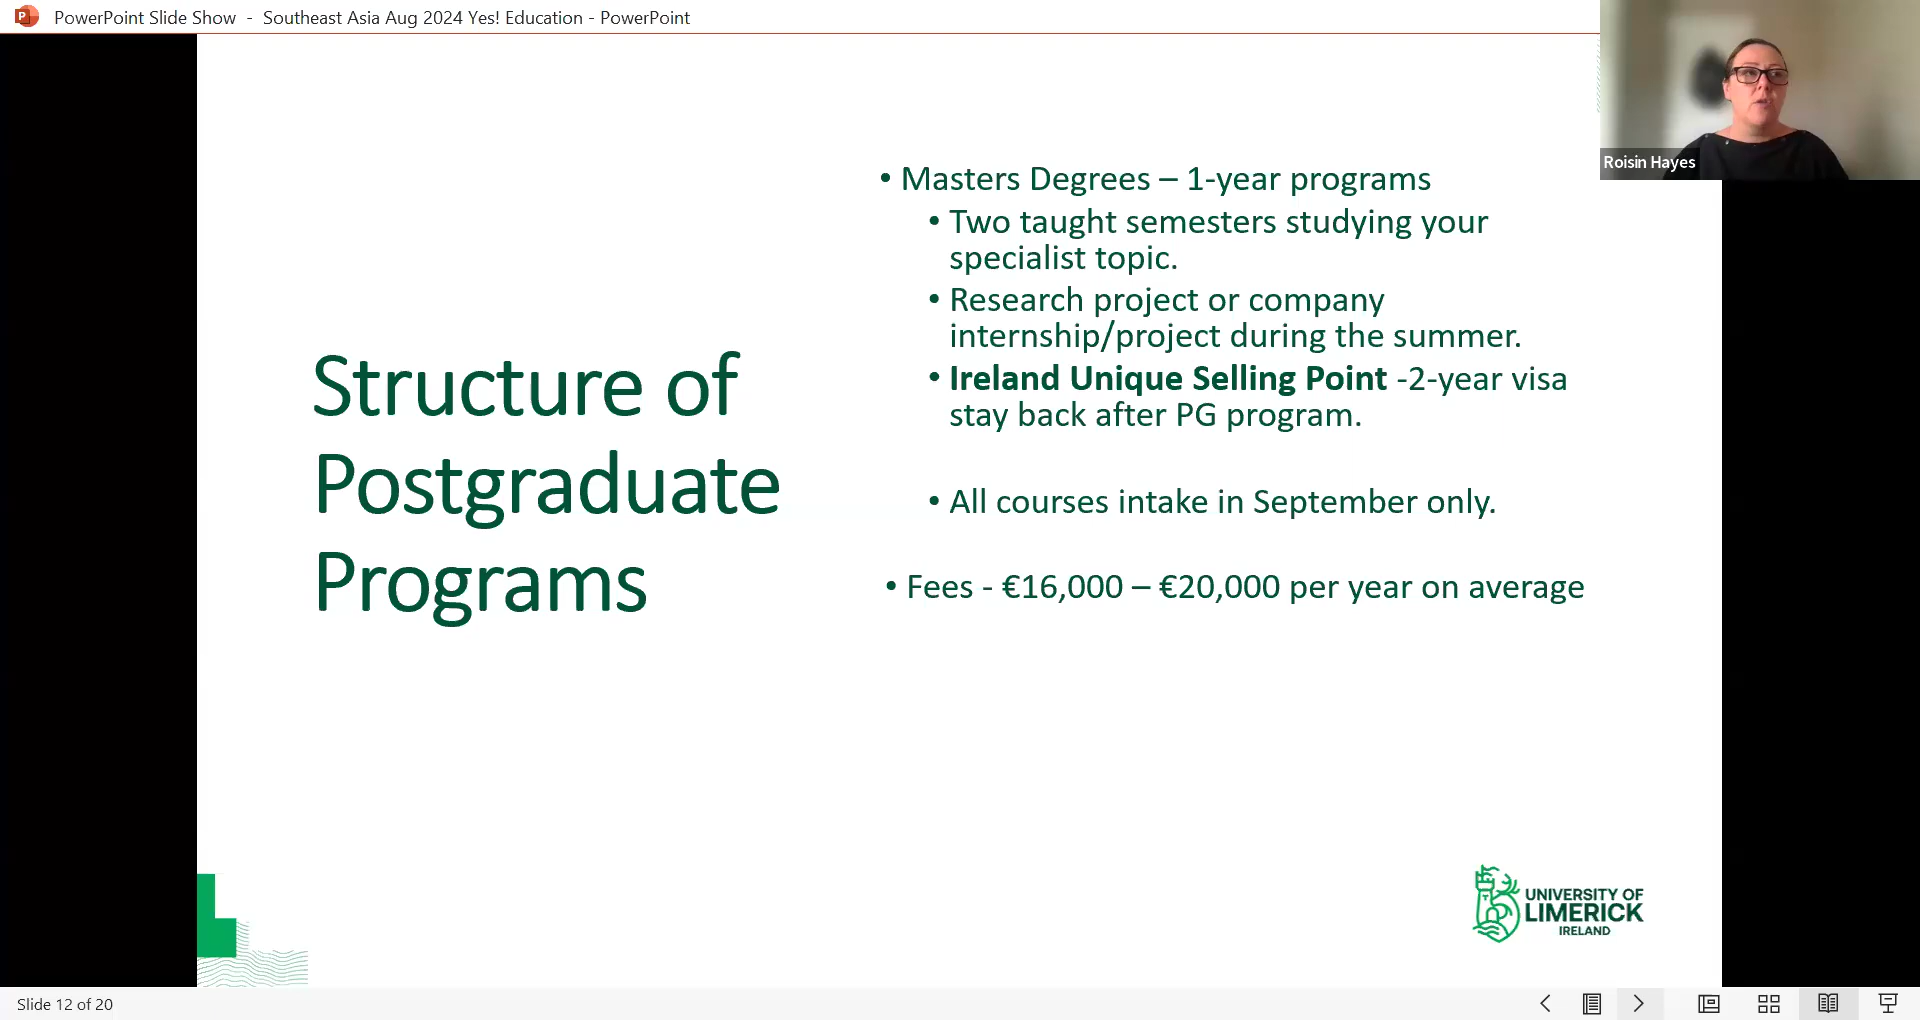 PowerPoint Slide Show - Southeast Asia Aug 2024 Yes! Education - PowerPoint
Roisin Hayes
Structure of
Postgraduate
Programs
• Masters Degrees – 1-year programs
• Two taught semesters studying your
specialist topic.
• Research project or company
internship/project during the summer.
• Ireland Unique Selling Point -2-year visa
stay back after PG program.
• All courses intake in September only.
• Fees - €16,000 – €20,000 per year on average
UNIVERSITY OF
LIMERICK
IRELAND
Slide 12 of 20